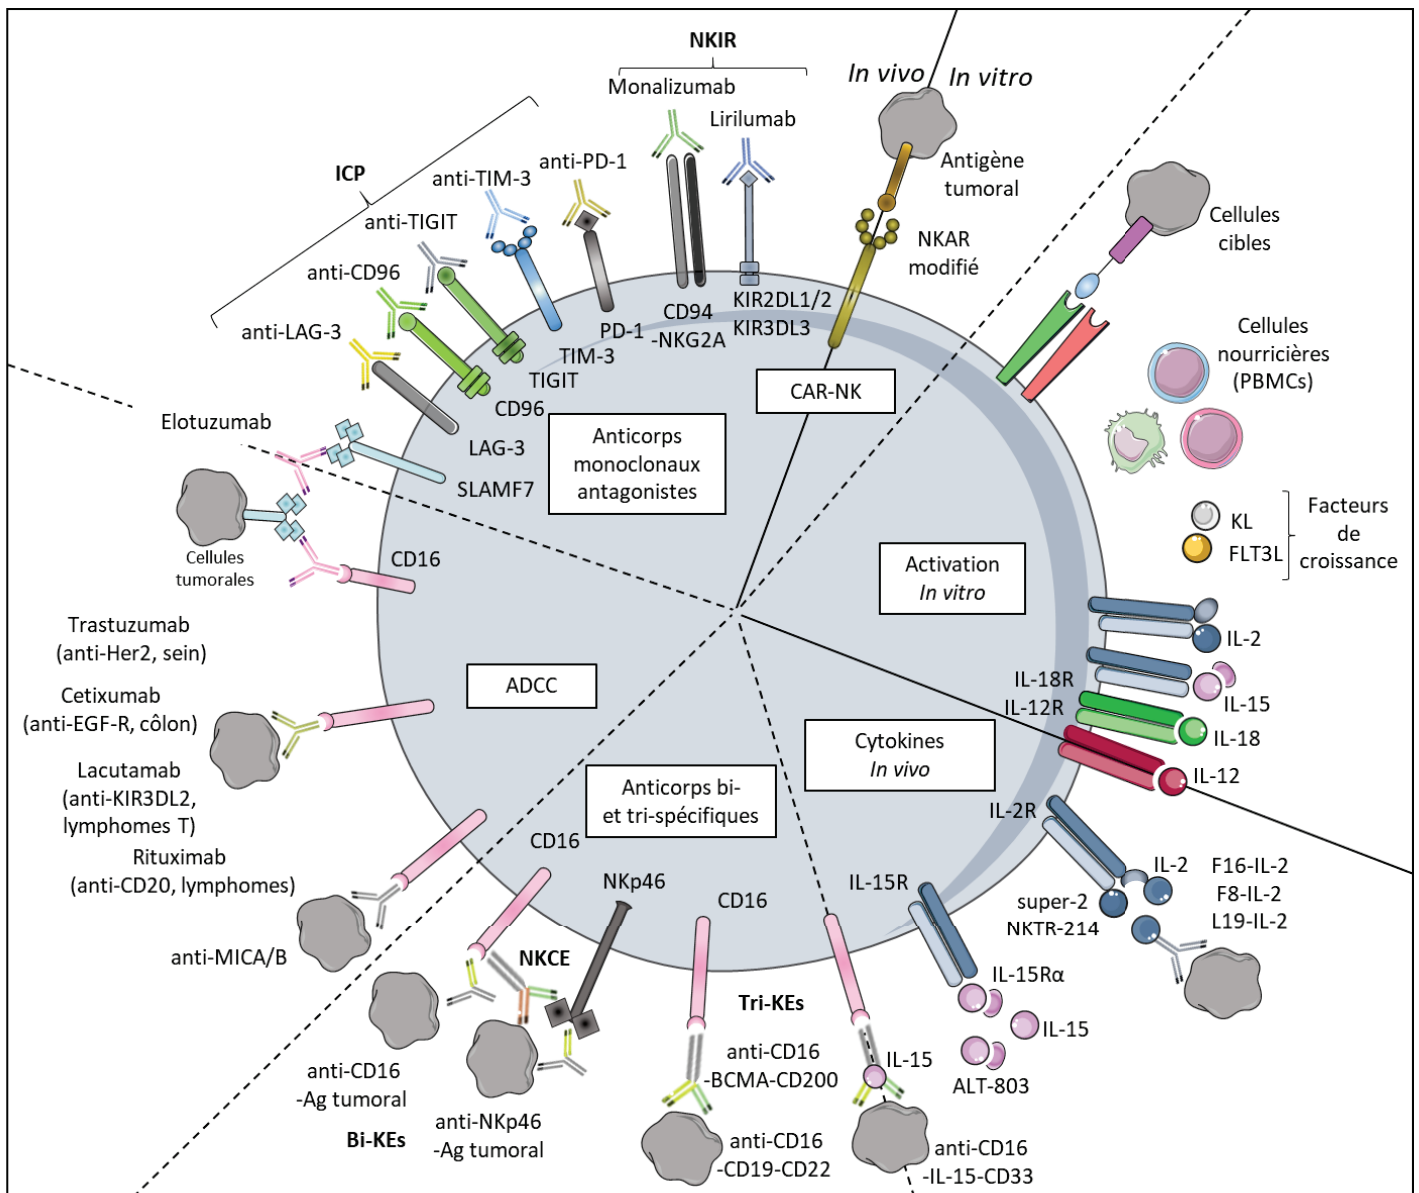 NKIR
Monalizumab
Lirilumab
In vivo
In vitro
ICP
anti-PD-1
anti-TIM-3
anti-TIGIT
anti-CD96
anti-LAG-3
Elotuzumab
Antigène
tumoral
NKAR
modifié
Cellules
cibles
Cellules
nourricières
(PBMCs)
KIR2DL1/2
KIR3DL3
CD94
-NKG2A
PD-1
TIM-3
TIGIT
CD96
LAG-3
SLAMF7
CAR-NK
Anticorps
monoclonaux
antagonistes
KL
FLT3L
Facteurs
de
croissance
Cellules
tumorales
CD16
Activation
In vitro
IL-2
IL-15
IL-18
IL-12
IL-18R
IL-12R
Trastuzumab
(anti-Her2, sein)
Cetixumab
(anti-EGF-R, côlon)
Lacutamab
(anti-KIR3DL2,
lymphomes T)
Rituximab
(anti-CD20, lymphomes)
anti-MICA/B
ADCC
Cytokines
In vivo
Anticorps bi-
et tri-spécifiques
IL-2R
IL-2
F16-IL-2
F8-IL-2
L19-IL-2
super-2
NKTR-214
IL-15R
IL-15Rα
IL-15
ALT-803
CD16
NKp46
CD16
NKCE
Tri-KEs
anti-CD16
-BCMA-CD200
IL-15
anti-CD16
-Ag tumoral
Bi-KEs
anti-NKp46
-Ag tumoral
anti-CD16
-CD19-CD22
anti-CD16
-IL-15-CD33